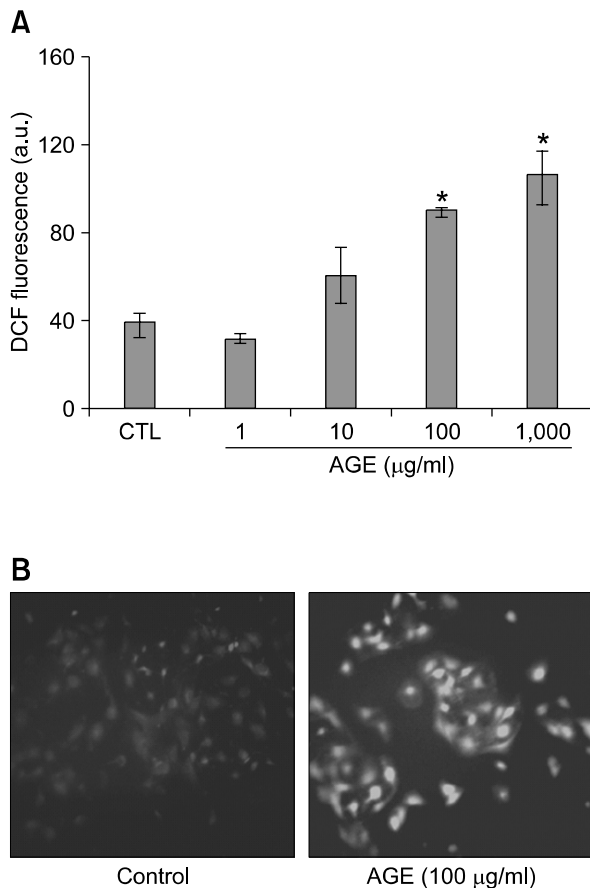 A
160
120
80
40
0
DCF fluorescence (a.u.)
*
*
CTL 1 10 100 1,000
AGE (μg/ml)
B
Control AGE (100 μg/ml)